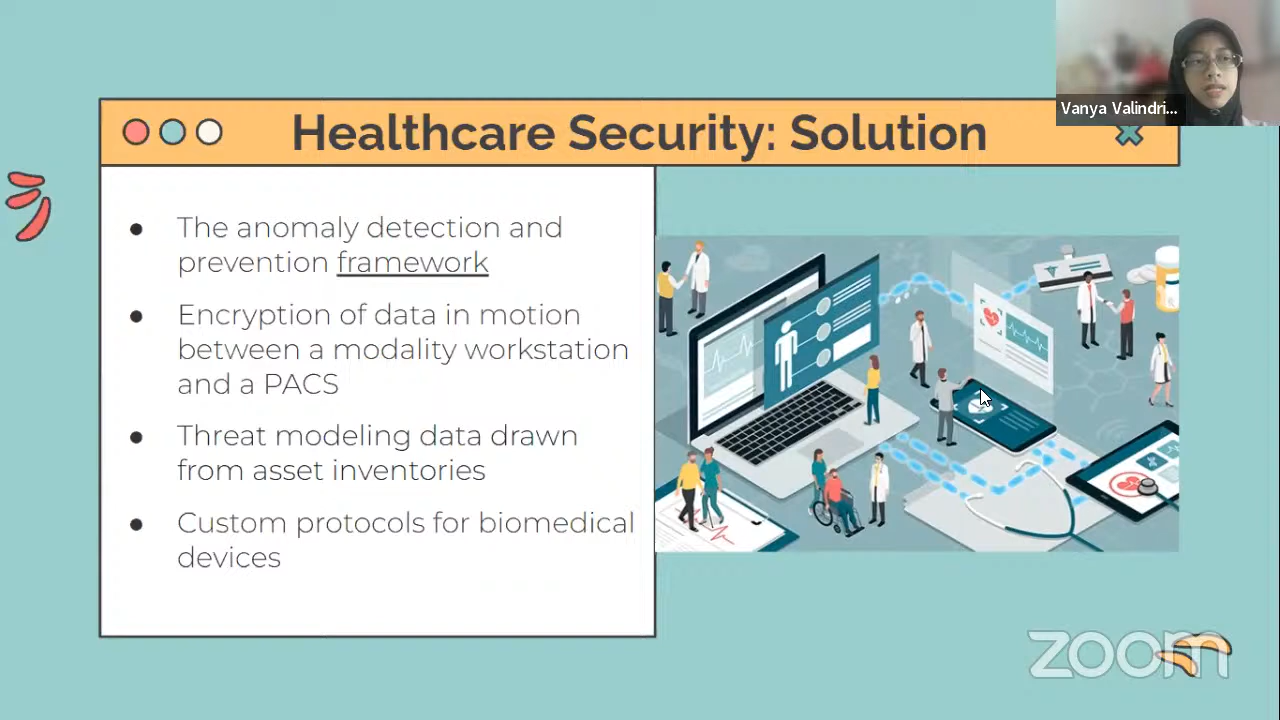 Vanya Valindri...
Healthcare Security: Solution
The anomaly detection and
prevention framework
Encryption of data in motion
between a modality workstation
and a PACS
Threat modeling data drawn
from asset inventories
Custom protocols for biomedical
devices
zoom